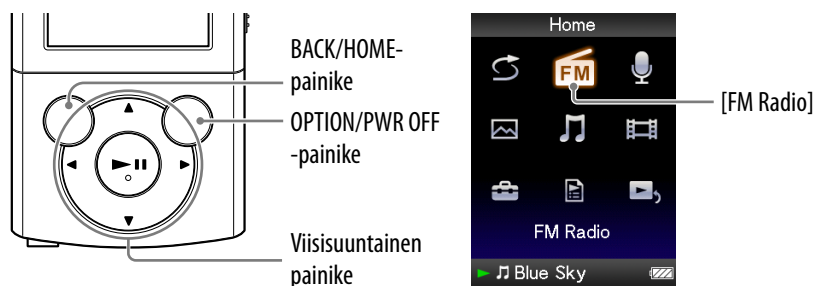 BACK/HOME-
painike
OPTION/PWR OFF
-painike
Viisisuuntainen
painike
Home
FM
[FM Radio]
FM Radio
Blue Sky